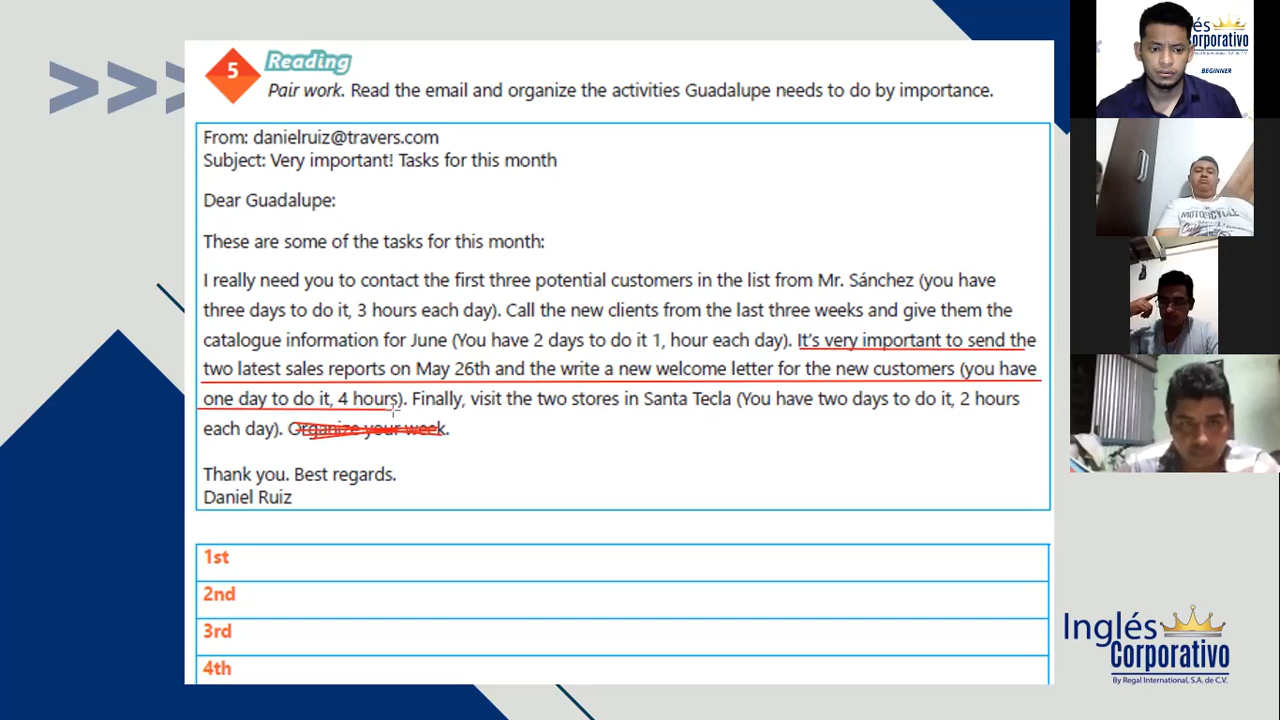 5
Reading
Pair work. Read the email and organize the activities Guadalupe needs to do by importance.
From: danielruiz@travers.com
Subject: Very important! Tasks for this month
Dear Guadalupe:
These are some of the tasks for this month:
I really need you to contact the first three potential customers in the list from Mr. Sánchez (you have
three days to do it, 3 hours each day). Call the new clients from the last three weeks and give them the
catalogue information for June (You have 2 days to do it 1, hour each day). It's very important to send the
two latest sales reports on May 26th and the write a new welcome letter for the new customers (you have
one day to do it, 4 hours). Finally, visit the two stores in Santa Tecla (You have two days to do it, 2 hours
each day). Organize your week.
Thank you. Best regards.
Daniel Ruiz
1st
2nd
3rd
4th
BEGINNER
MOTORCYCLE
Inglés
Corporativo
By Regal International, S.A. de C.V.